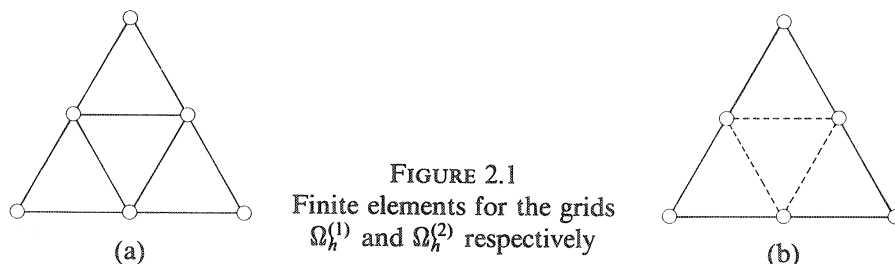 FIGURE 2.1
Finite elements for the grids
Ω_h^{(1)} and Ω_h^{(2)} respectively
(a)
(b)